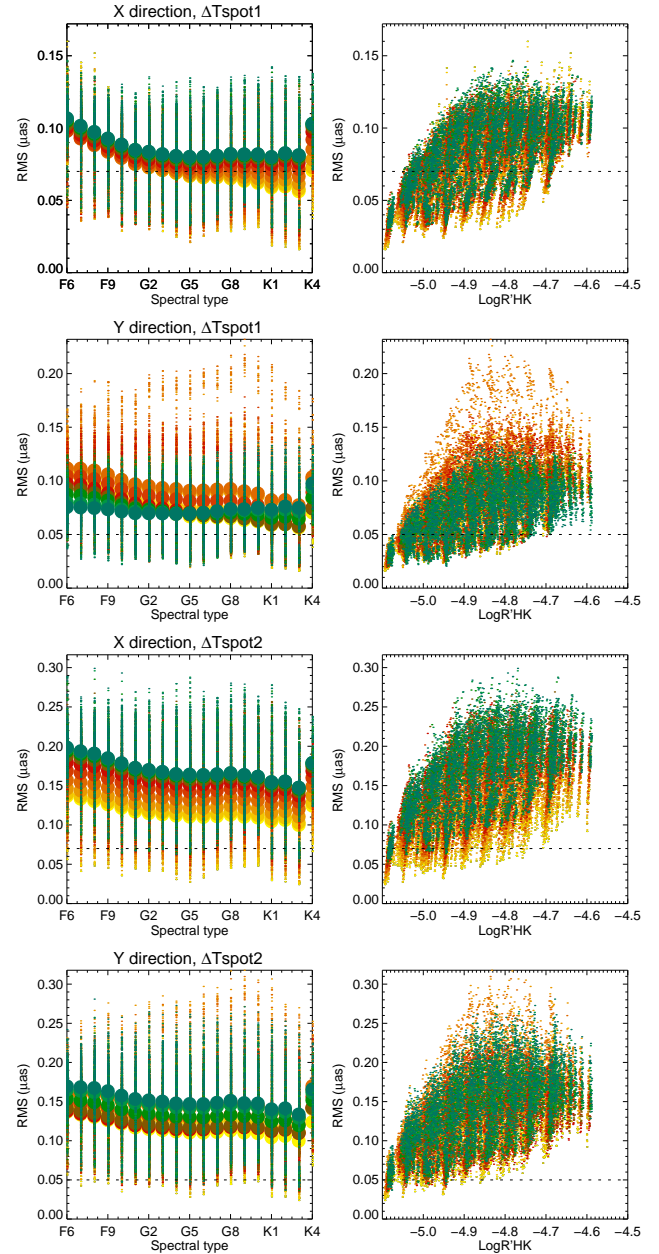 X direction, ΔTspot1
RMS (μas)
0.15
0.10
0.05
0.00
F6 F9 G2 G5 G8 K1 K4
Spectral type
RMS (μas)
0.15
0.10
0.05
0.00
−5.0 −4.9 −4.8 −4.7 −4.6 −4.5
LogR'HK
Y direction, ΔTspot1
RMS (μas)
0.20
0.15
0.10
0.05
0.00
F6 F9 G2 G5 G8 K1 K4
Spectral type
RMS (μas)
0.20
0.15
0.10
0.05
0.00
−5.0 −4.9 −4.8 −4.7 −4.6 −4.5
LogR'HK
X direction, ΔTspot2
RMS (μas)
0.30
0.25
0.20
0.15
0.10
0.05
0.00
F6 F9 G2 G5 G8 K1 K4
Spectral type
RMS (μas)
0.30
0.25
0.20
0.15
0.10
0.05
0.00
−5.0 −4.9 −4.8 −4.7 −4.6 −4.5
LogR'HK
Y direction, ΔTspot2
RMS (μas)
0.30
0.25
0.20
0.15
0.10
0.05
0.00
F6 F9 G2 G5 G8 K1 K4
Spectral type
RMS (μas)
0.30
0.25
0.20
0.15
0.10
0.05
0.00
−5.0 −4.9 −4.8 −4.7 −4.6 −4.5
LogR'HK